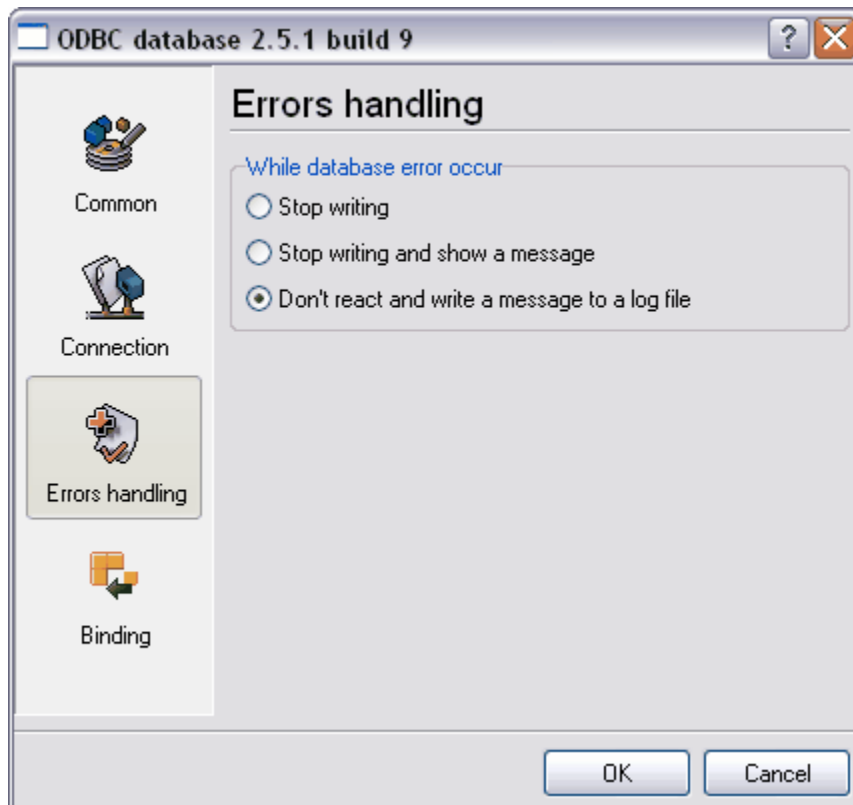 ODBC database 2.5.1 build 9
?
Common
Connection
Errors handling
Binding
Errors handling
While database error occur
Stop writing
Stop writing and show a message
Don't react and write a message to a log file
OK
Cancel